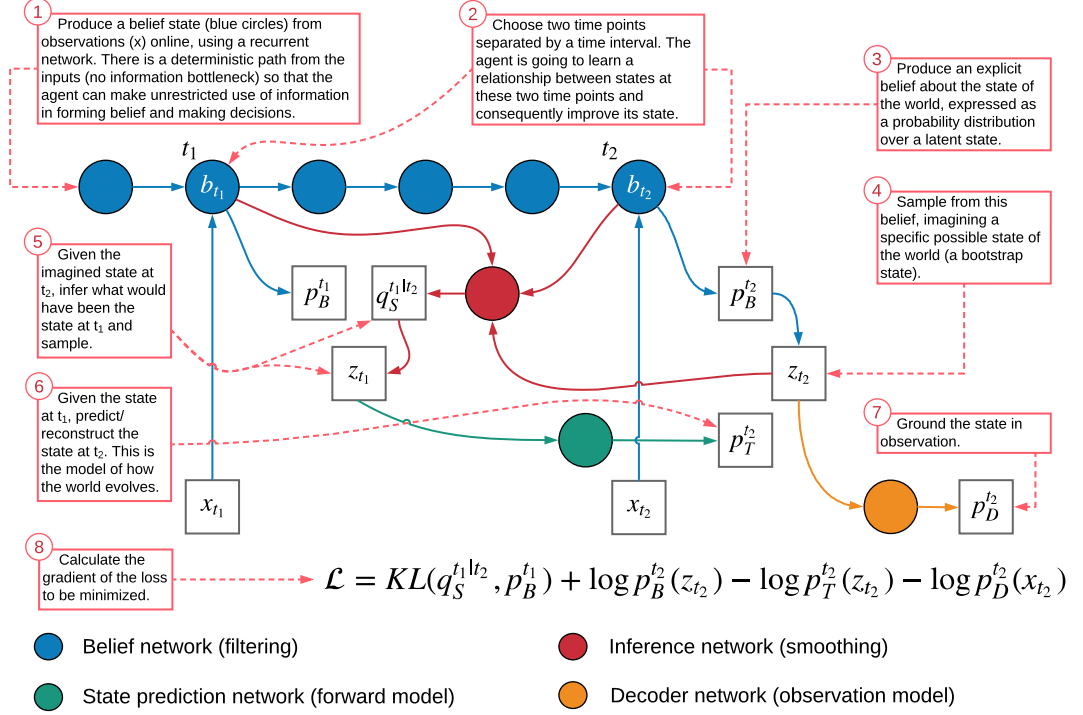 1
Produce a belief state (blue circles) from
observations (x) online, using a recurrent
network. There is a deterministic path from the
inputs (no information bottleneck) so that the
agent can make unrestricted use of information
in forming belief and making decisions.
2
Choose two time points
separated by a time interval. The
agent is going to learn a
relationship between states at
these two time points and
consequently improve its state.
3
Produce an explicit
belief about the state of
the world, expressed as
a probability distribution
over a latent state.
t₁
t₂
b_{t₁}
b_{t₂}
4
Sample from this
belief, imagining a
specific possible state of
the world (a bootstrap
state).
5
Given the
imagined state at
t₂, infer what would
have been the
state at t₁ and
sample.
p_B^{t₁}
q_S^{t₁|t₂}
p_B^{t₂}
z_{t₁}
z_{t₂}
6
Given the state
at t₁, predict/
reconstruct the
state at t₂. This is
the model of how
the world evolves.
p_T^{t₂}
7
Ground the state in
observation.
x_{t₁}
x_{t₂}
p_D^{t₂}
8
Calculate the
gradient of the loss
to be minimized.
ℒ = KL(q_S^{t₁|t₂}, p_B^{t₁}) + log p_B^{t₂}(z_{t₂}) − log p_T^{t₂}(z_{t₂}) − log p_D^{t₂}(x_{t₂})
Belief network (filtering)
Inference network (smoothing)
State prediction network (forward model)
Decoder network (observation model)